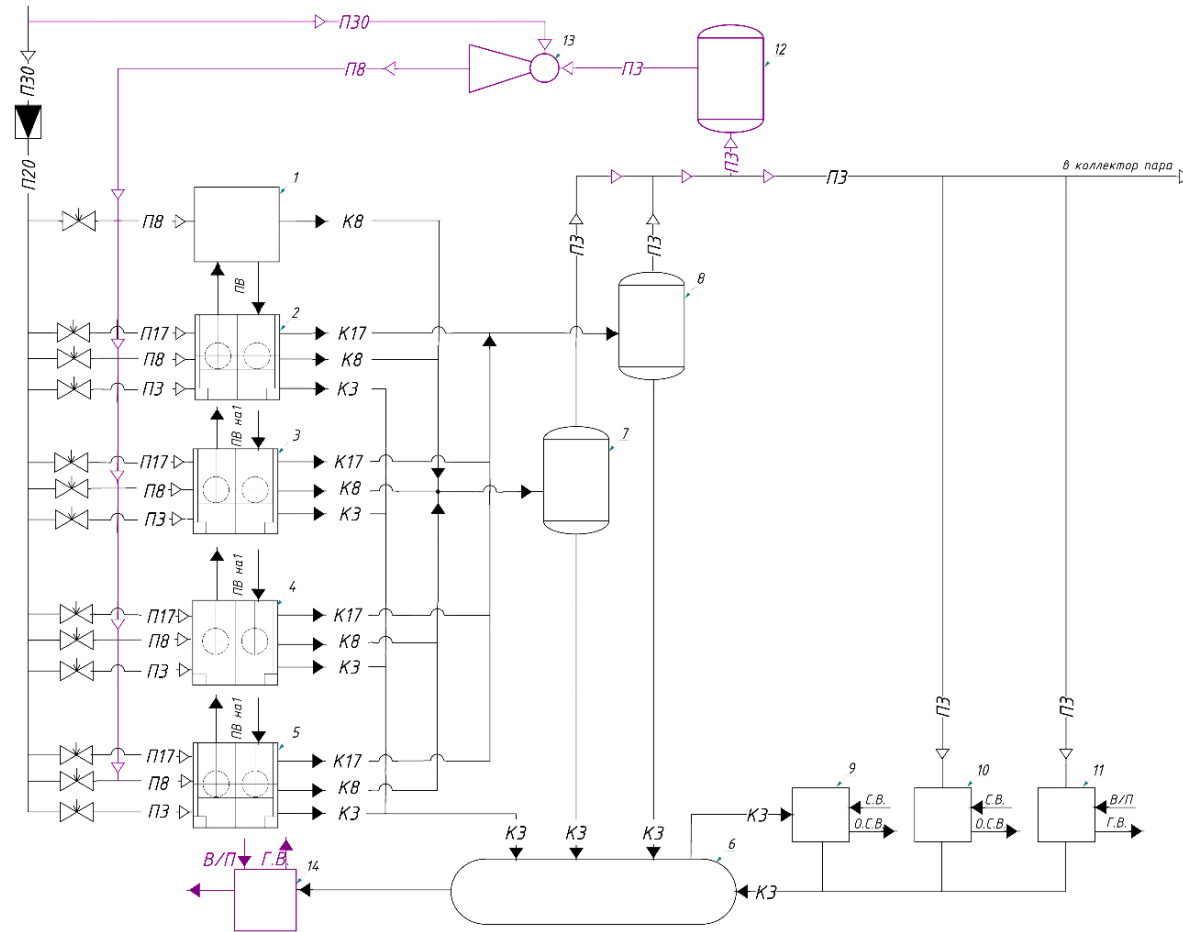 П30
13
12
П8
П3
П30
П3
П20
в коллектор пара
П3
1
П8
К8
П3
П3
8
ПВ
2
П17
К17
П8
К8
П3
К3
ПВ на1
3
7
П17
К17
П8
К8
П3
К3
ПВ на1
4
П17
К17
П8
К8
П3
К3
ПВ на1
П3
П3
5
П17
К17
П8
К8
П3
К3
9
10
11
С.В.
С.В.
В/П
О.С.В.
О.С.В.
Г.В.
К3
К3
К3
К3
6
В/П
Г.В.
14
К3